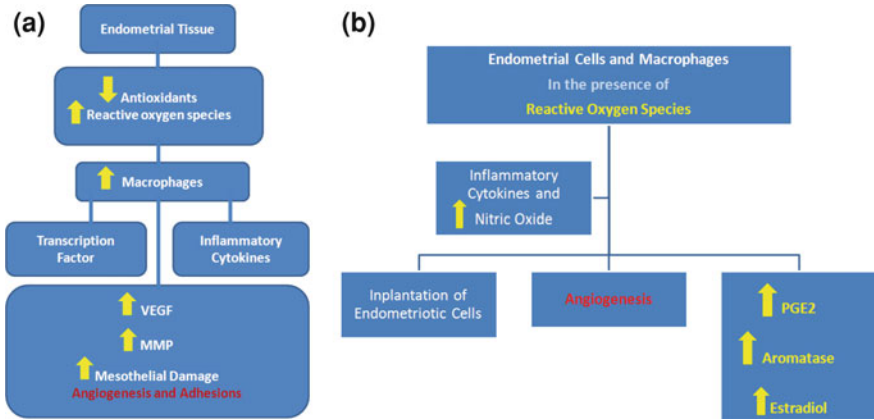 (a)
Endometrial Tissue
Antioxidants
Reactive oxygen species
Macrophages
Transcription
Factor
Inflammatory
Cytokines
VEGF
MMP
Mesothelial Damage
Angiogenesis and Adhesions
(b)
Endometrial Cells and Macrophages
In the presence of
Reactive Oxygen Species
Inflammatory
Cytokines and
Nitric Oxide
Inplantation of
Endometriotic Cells
Angiogenesis
PGE2
Aromatase
Estradiol